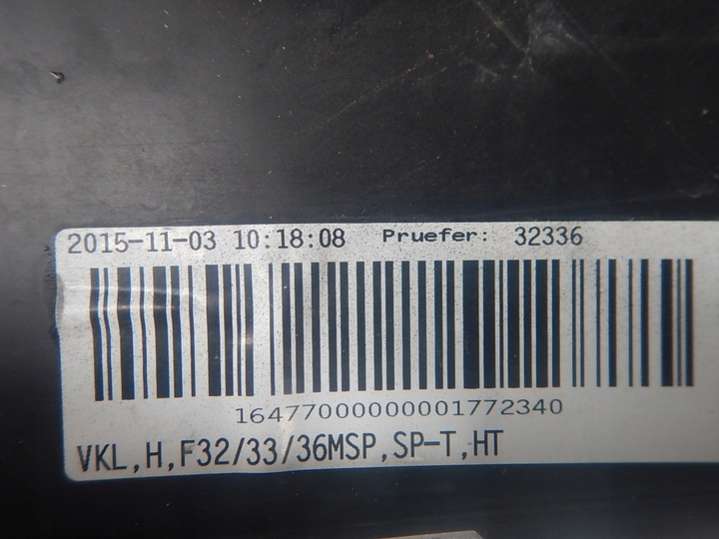 2015-11-03 10:18:08 Pruefer: 32336
16477000000001772340
VKL,H,F32/33/36MSP,SP-T,HT